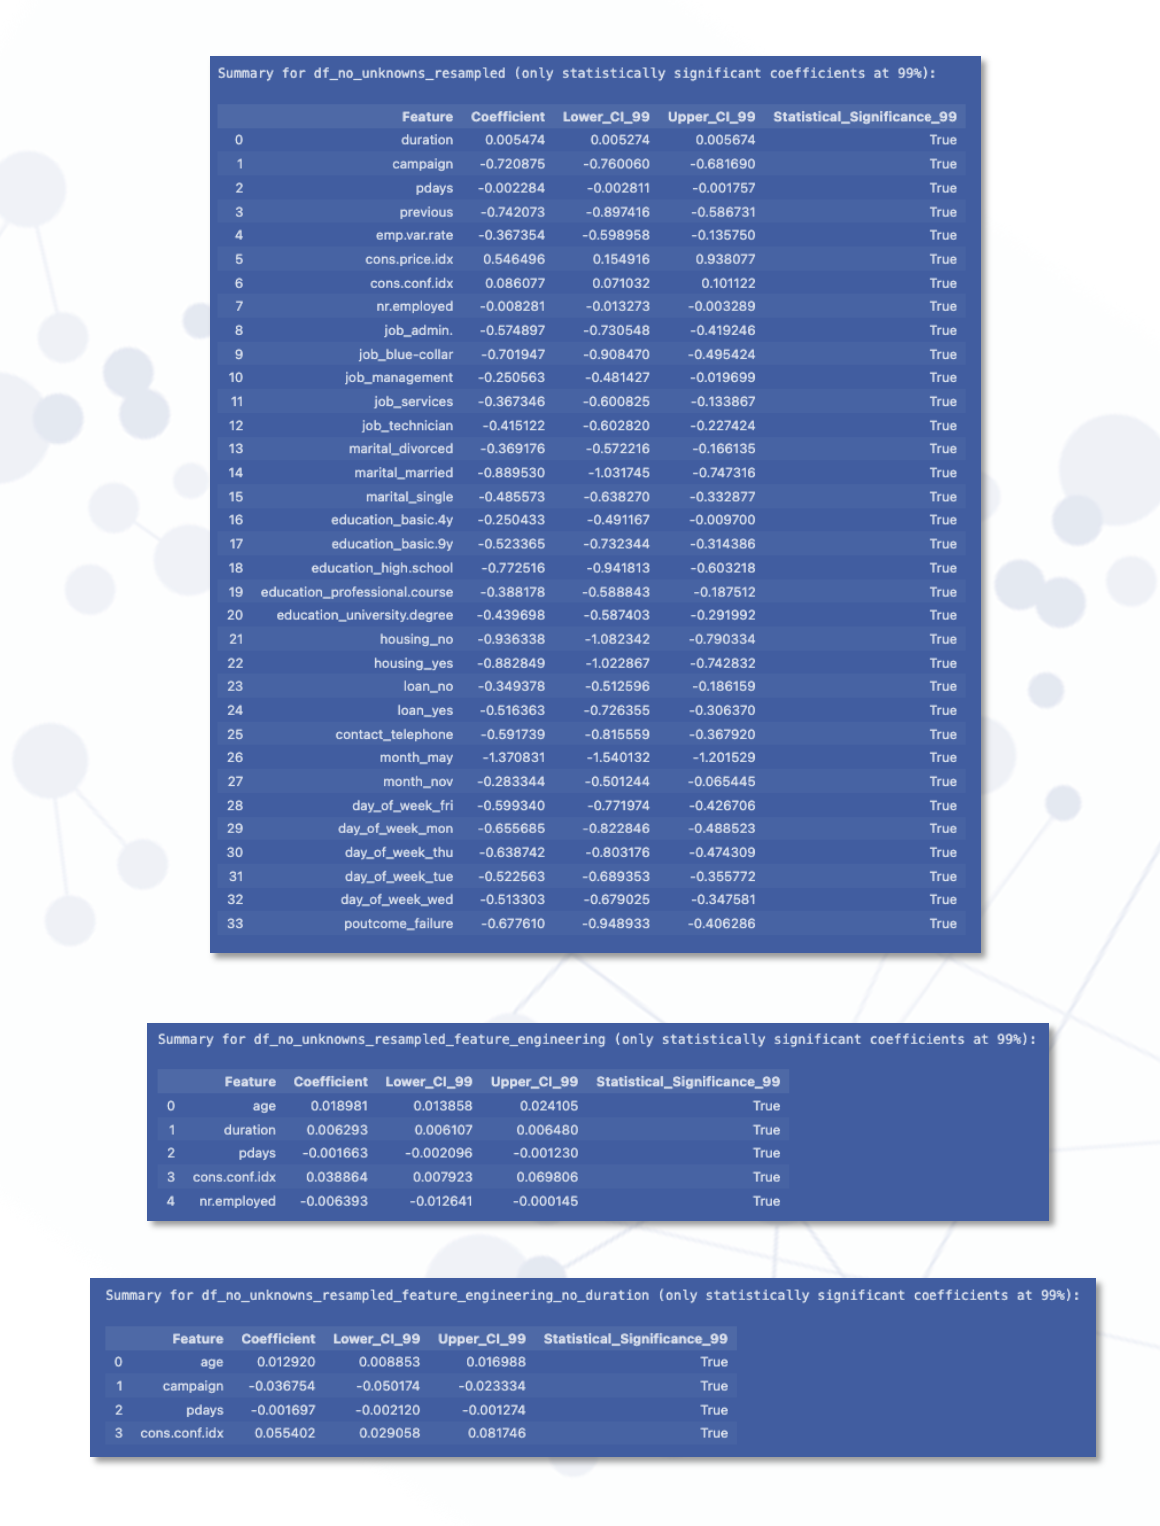 Summary for df_no_unknowns_resampled (only statistically significant coefficients at 99%):
Feature Coefficient Lower_CI_99 Upper_CI_99 Statistical_Significance_99
0 duration 0.005474 0.005274 0.005674 True
1 campaign -0.720875 -0.760060 -0.681690 True
2 pdays -0.002284 -0.002811 -0.001757 True
3 previous -0.742073 -0.897416 -0.586731 True
4 emp.var.rate -0.367354 -0.598958 -0.135750 True
5 cons.price.idx 0.546496 0.154916 0.938077 True
6 cons.conf.idx 0.086077 0.071032 0.101122 True
7 nr.employed -0.008281 -0.013273 -0.003289 True
8 job_admin. -0.574897 -0.730548 -0.419246 True
9 job_blue-collar -0.701947 -0.908470 -0.495424 True
10 job_management -0.250563 -0.481427 -0.019699 True
11 job_services -0.367346 -0.600825 -0.133867 True
12 job_technician -0.415122 -0.602820 -0.227424 True
13 marital_divorced -0.369176 -0.572216 -0.166135 True
14 marital_married -0.889530 -1.031745 -0.747316 True
15 marital_single -0.485573 -0.638270 -0.332877 True
16 education_basic.4y -0.250433 -0.491167 -0.009700 True
17 education_basic.9y -0.523365 -0.732344 -0.314386 True
18 education_high.school -0.772516 -0.941813 -0.603218 True
19 education_professional.course -0.388178 -0.588843 -0.187512 True
20 education_university.degree -0.439698 -0.587403 -0.291992 True
21 housing_no -0.936338 -1.082342 -0.790334 True
22 housing_yes -0.882849 -1.022867 -0.742832 True
23 loan_no -0.349378 -0.512596 -0.186159 True
24 loan_yes -0.516363 -0.726355 -0.306370 True
25 contact_telephone -0.591739 -0.815559 -0.367920 True
26 month_may -1.370831 -1.540132 -1.201529 True
27 month_nov -0.283344 -0.501244 -0.065445 True
28 day_of_week_fri -0.599340 -0.771974 -0.426706 True
29 day_of_week_mon -0.655685 -0.822846 -0.488523 True
30 day_of_week_thu -0.638742 -0.803176 -0.474309 True
31 day_of_week_tue -0.522563 -0.689353 -0.355772 True
32 day_of_week_wed -0.513303 -0.679025 -0.347581 True
33 poutcome_failure -0.677610 -0.948933 -0.406286 True
Summary for df_no_unknowns_resampled_feature_engineering (only statistically significant coefficients at 99%):
Feature Coefficient Lower_CI_99 Upper_CI_99 Statistical_Significance_99
0 age 0.018981 0.013858 0.024105 True
1 duration 0.006293 0.006107 0.006480 True
2 pdays -0.001663 -0.002096 -0.001230 True
3 cons.conf.idx 0.038864 0.007923 0.069806 True
4 nr.employed -0.006393 -0.012641 -0.000145 True
Summary for df_no_unknowns_resampled_feature_engineering_no_duration (only statistically significant coefficients at 99%):
Feature Coefficient Lower_CI_99 Upper_CI_99 Statistical_Significance_99
0 age 0.012920 0.008853 0.016988 True
1 campaign -0.036754 -0.050174 -0.023334 True
2 pdays -0.001697 -0.002120 -0.001274 True
3 cons.conf.idx 0.055402 0.029058 0.081746 True